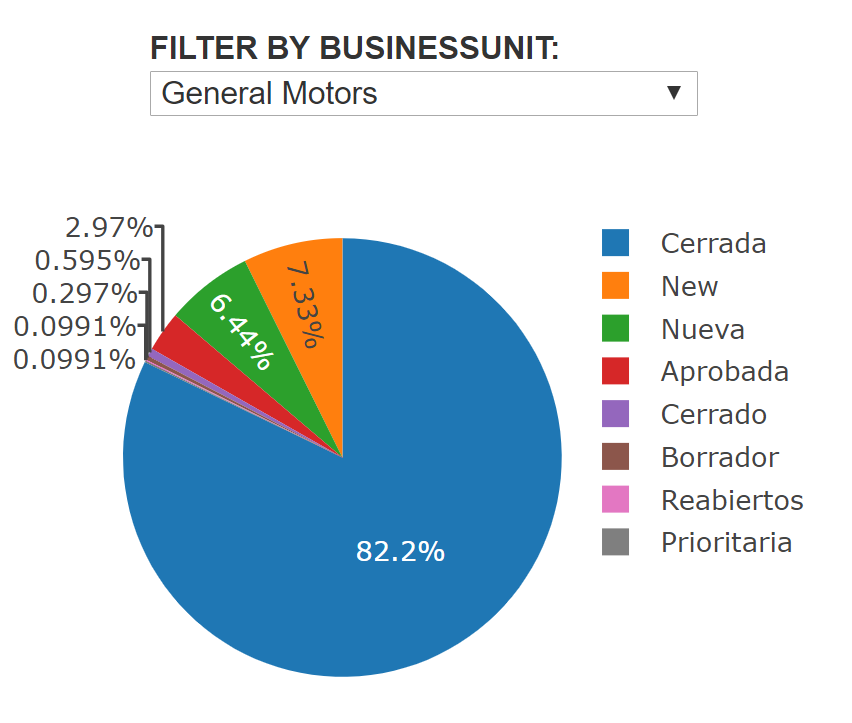 FILTER BY BUSINESSUNIT:
General Motors
2.97%
0.595%
0.297%
0.0991%
0.0991%
6.44%
7.33%
82.2%
Cerrada
New
Nueva
Aprobada
Cerrado
Borrador
Reabiertos
Prioritaria